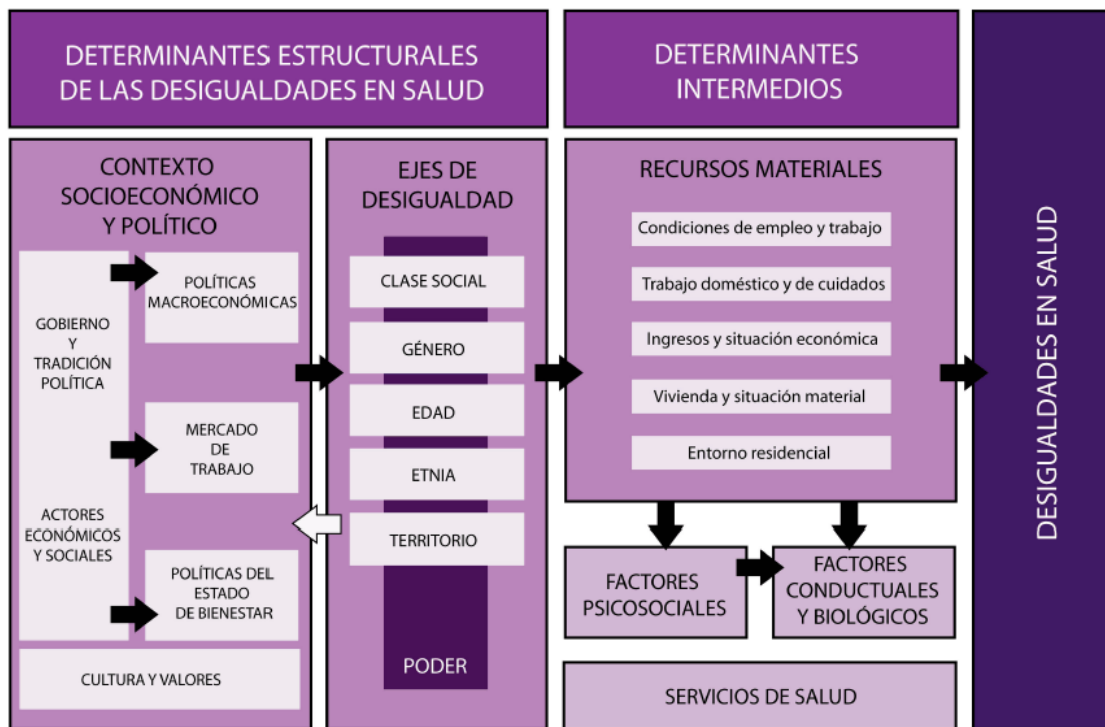 DETERMINANTES ESTRUCTURALES
DE LAS DESIGUALDADES EN SALUD
CONTEXTO
SOCIOECONÓMICO
Y POLÍTICO
GOBIERNO
Y
TRADICIÓN
POLÍTICA
ACTORES
ECONÓMICOS
Y SOCIALES
POLÍTICAS
MACROECONÓMICAS
MERCADO
DE
TRABAJO
POLÍTICAS DEL
ESTADO
DE BIENESTAR
CULTURA Y VALORES
EJES DE
DESIGUALDAD
CLASE SOCIAL
GÉNERO
EDAD
ETNIA
TERRITORIO
PODER
DETERMINANTES
INTERMEDIOS
RECURSOS MATERIALES
Condiciones de empleo y trabajo
Trabajo doméstico y de cuidados
Ingresos y situación económica
Vivienda y situación material
Entorno residencial
FACTORES
PSICOSOCIALES
FACTORES
CONDUCTUALES
Y BIOLÓGICOS
SERVICIOS DE SALUD
DESIGUALDADES EN SALUD